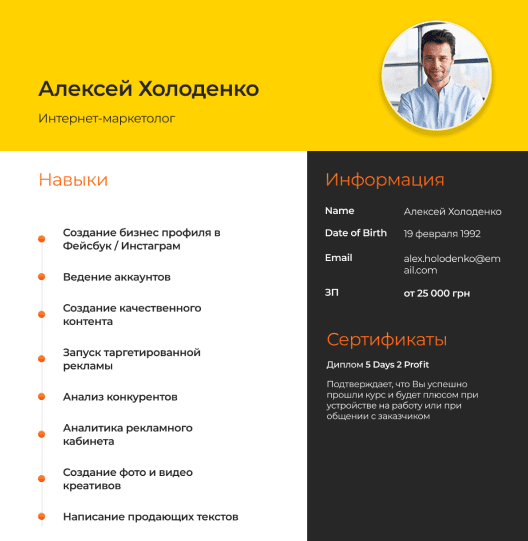 Алексей Холоденко
Интернет-маркетолог
Навыки
Создание бизнес профиля в
Фейсбук / Инстаграм
Ведение аккаунтов
Создание качественного
контента
Запуск таргетированной
рекламы
Анализ конкурентов
Аналитика рекламного
кабинета
Создание фото и видео
креативов
Написание продающих текстов
Информация
Name Алексей Холоденко
Date of Birth 19 февраля 1992
Email alex.holodenko@em
ail.com
ЗП от 25 000 грн
Сертификаты
Диплом 5 Days 2 Profit
Подтверждает, что Вы успешно
прошли курс и будет плюсом при
устройстве на работу или при
общении с заказчиком